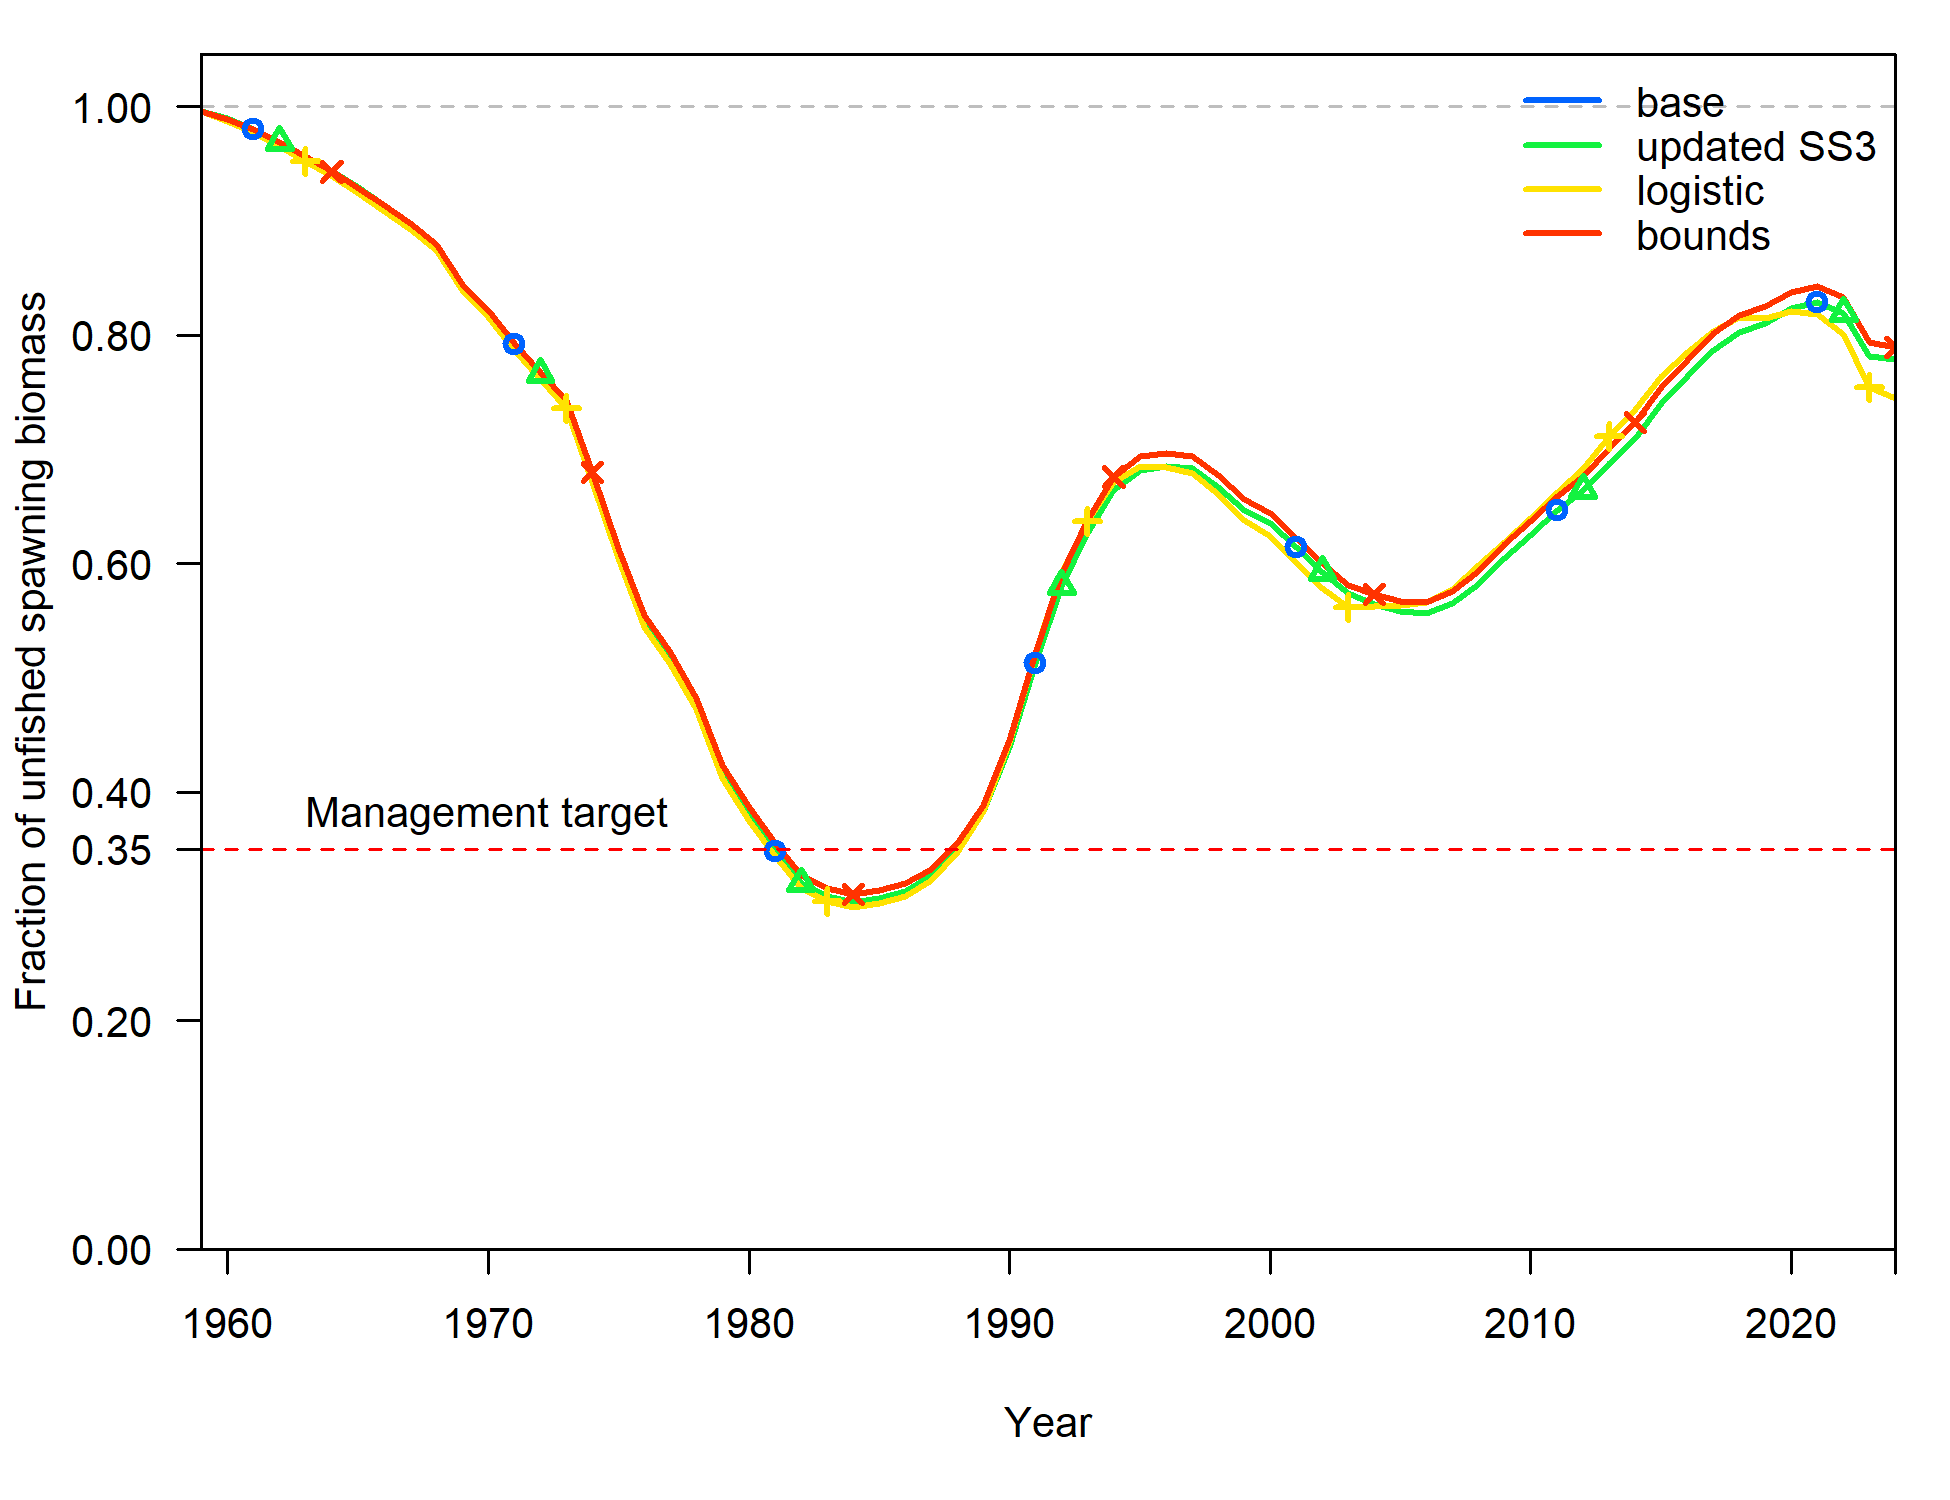 base
updated SS3
logistic
bounds
1.00
0.80
0.60
0.40
0.35
0.20
0.00
Management target
Fraction of unfished spawning biomass
1960 1970 1980 1990 2000 2010 2020
Year